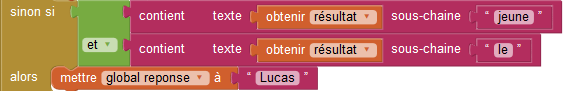 sinon si contient texte obtenir résultat sous-chaine “ jeune ”
et contient texte obtenir résultat sous-chaine “ le ”
alors mettre global reponse à “ Lucas ”